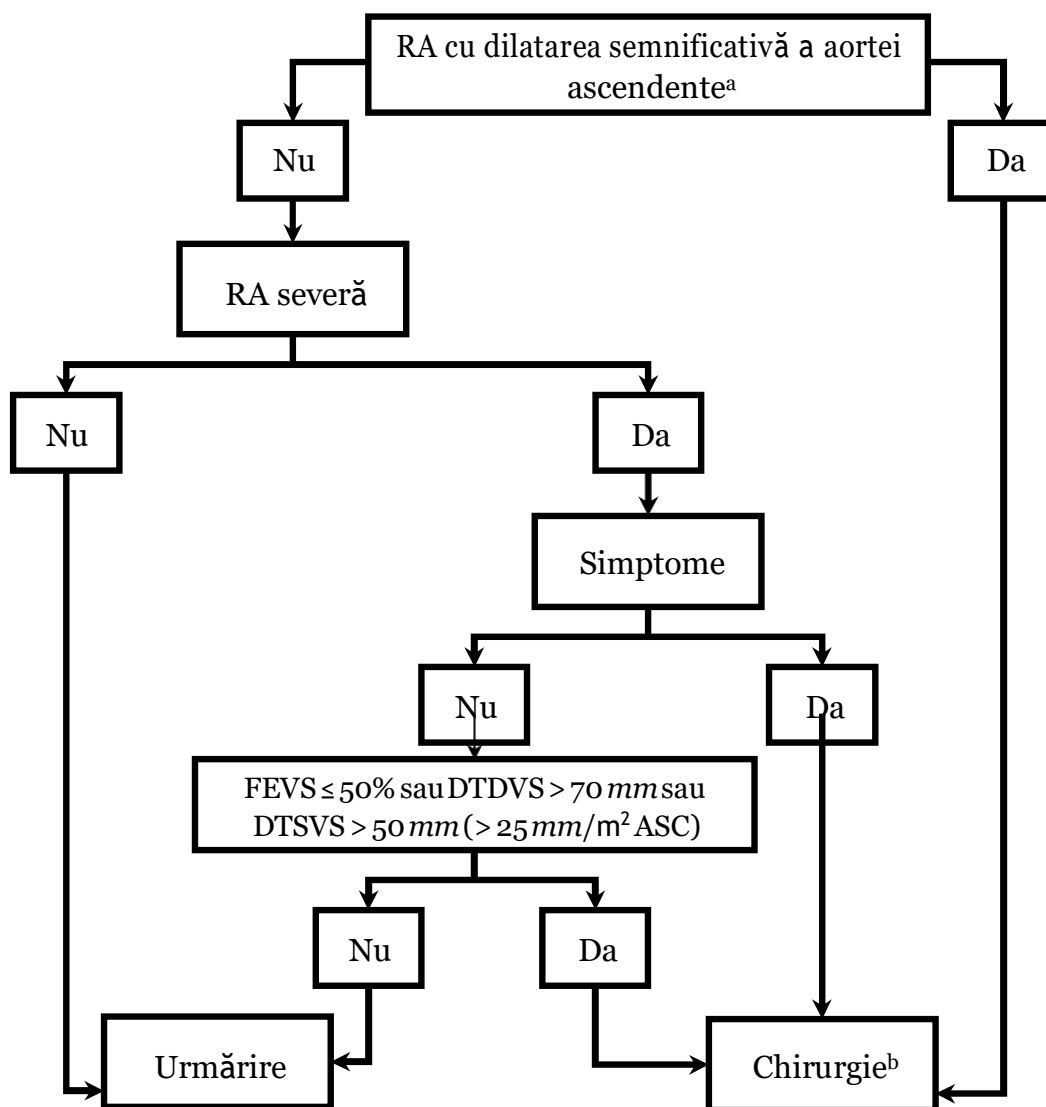 RA cu dilatarea semnificativă a aortei
ascendenteᵃ
Nu
Da
RA severă
Nu
Da
Simptome
Nu
Da
FEVS ≤ 50% sau DTDVS > 70 mm sau
DTSVS > 50 mm (> 25 mm/m² ASC)
Nu
Da
Urmărire
Chirurgieᵇ